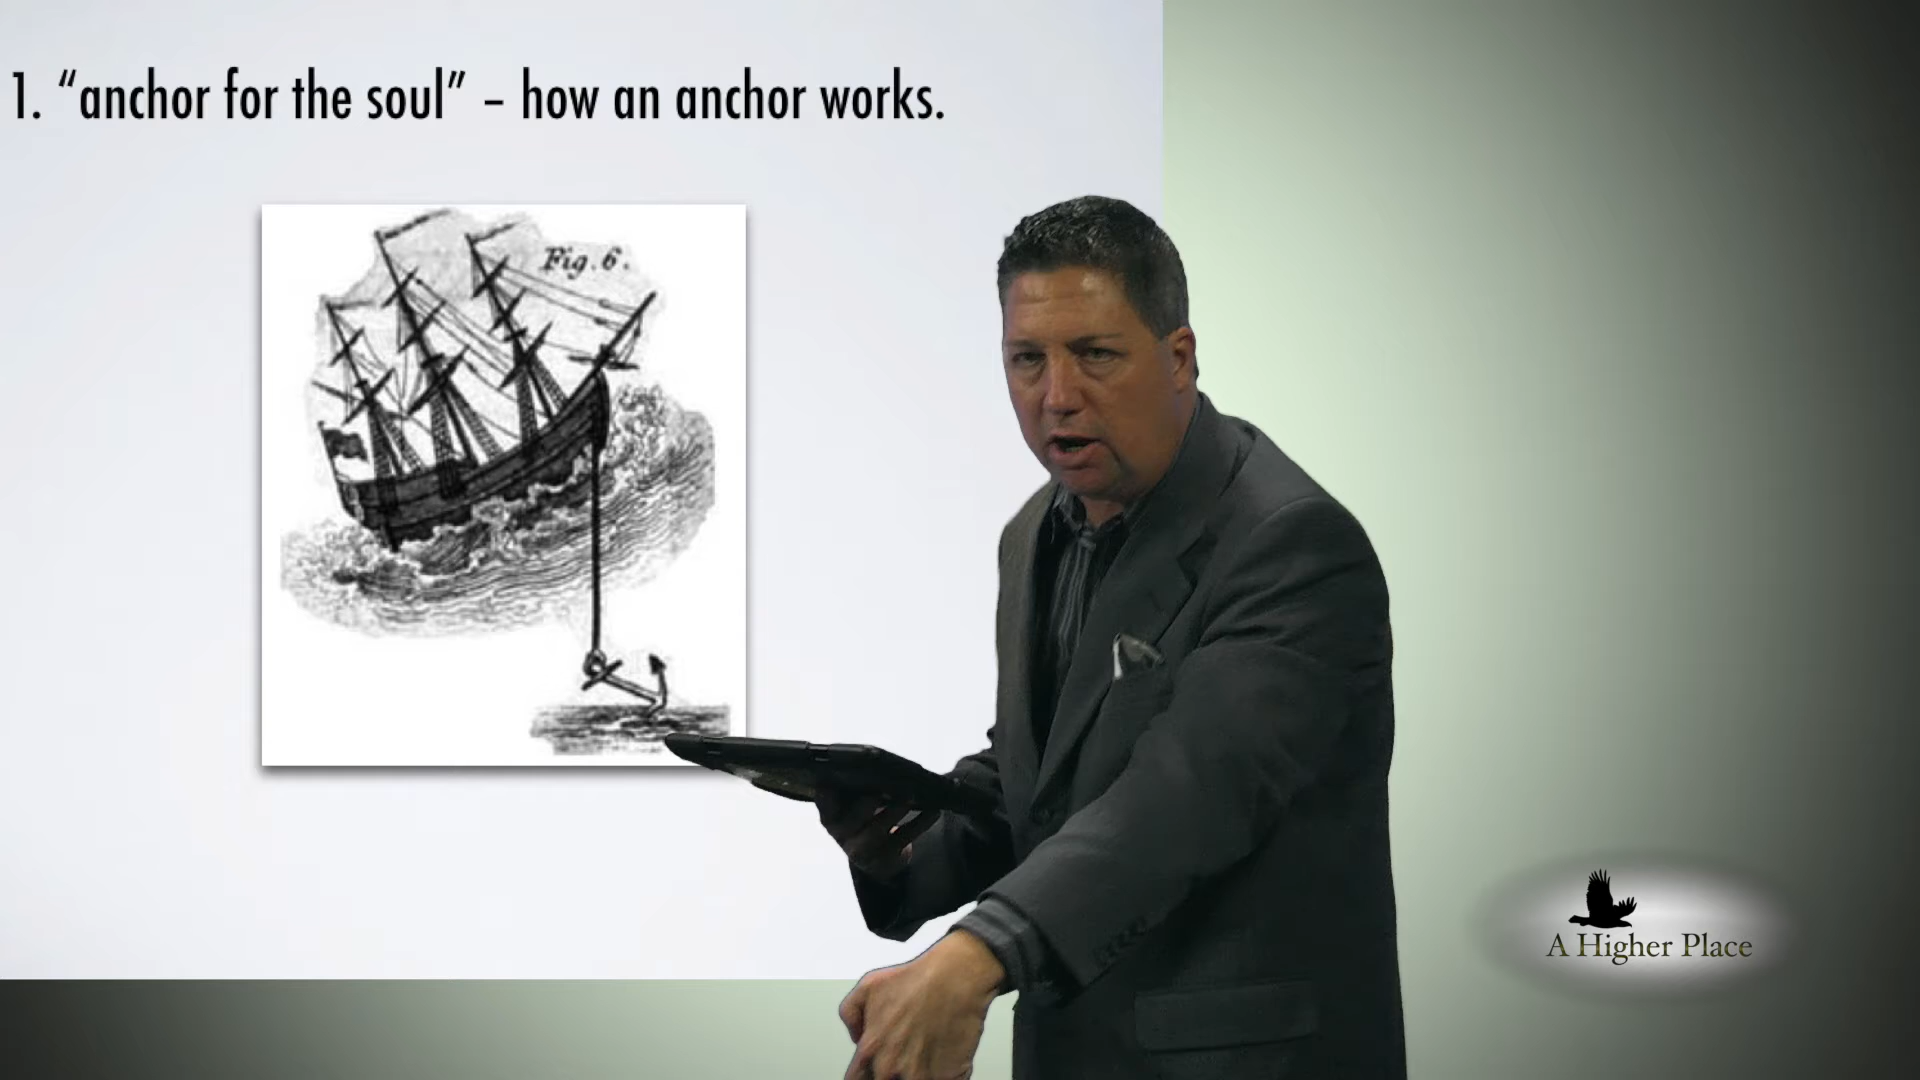 1. “anchor for the soul” – how an anchor works.
Fig. 6.
A Higher Place